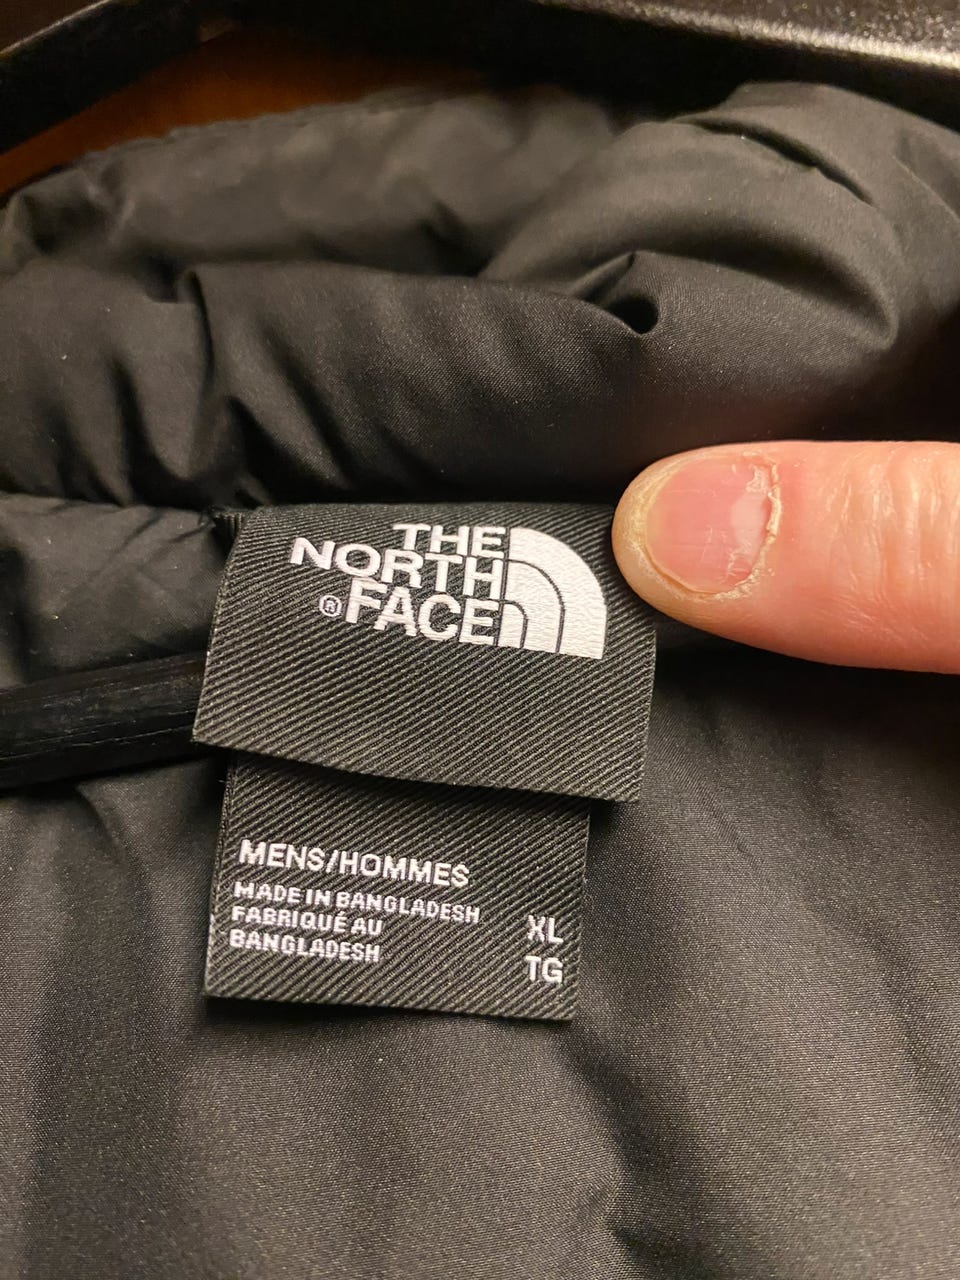 THE
NORTH
® FACE
MENS/HOMMES
MADE IN BANGLADESH
FABRIQUÉ AU
BANGLADESH
XL
TG